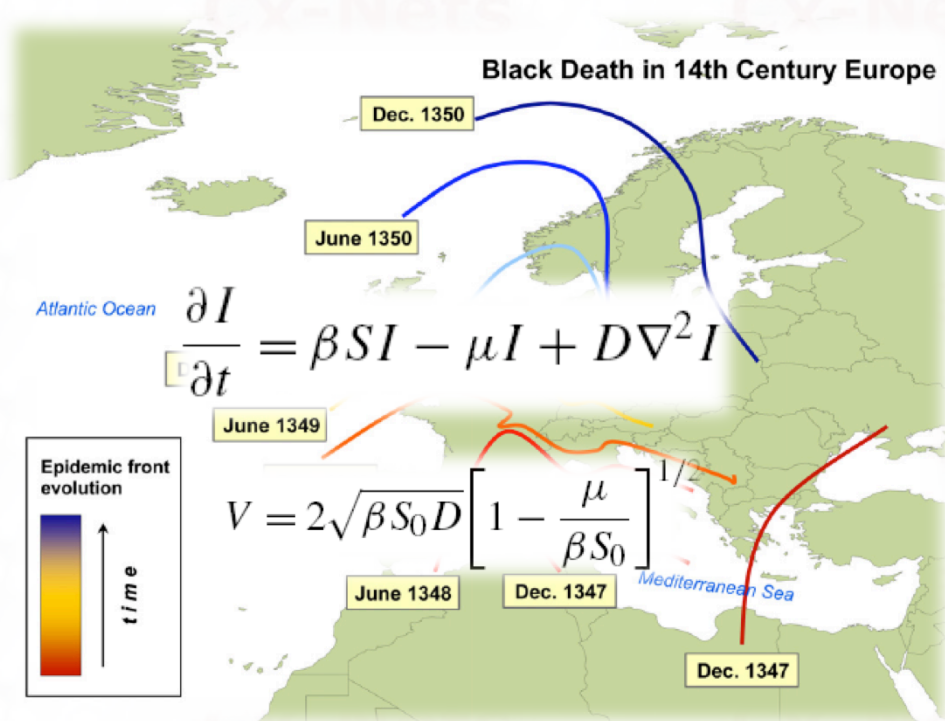 Black Death in 14th Century Europe
Dec. 1350
June 1350
Atlantic Ocean
∂I/∂t = βSI − μI + D∇²I
June 1349
Epidemic front
evolution
time
V = 2√(βS₀D) [1 − μ/(βS₀)]^{1/2}
Mediterranean Sea
June 1348
Dec. 1347
Dec. 1347